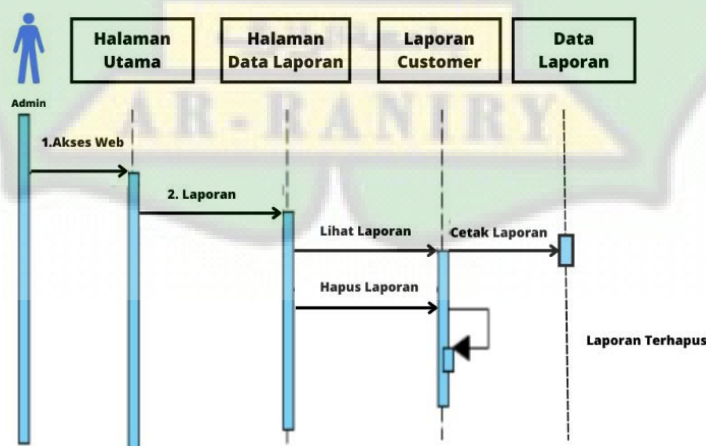 Halaman
Utama
Halaman
Data Laporan
Laporan
Customer
Data
Laporan
Admin
AR-RANIRY
1.Akses Web
2. Laporan
Lihat Laporan
Cetak Laporan
Hapus Laporan
Laporan Terhapus